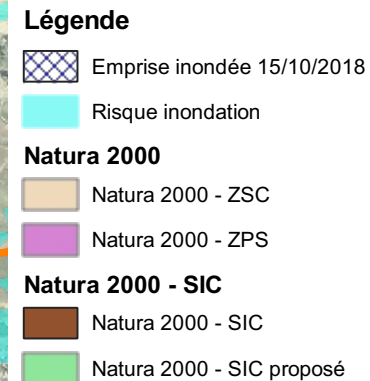 Légende
Emprise inondée 15/10/2018
Risque inondation
Natura 2000
Natura 2000 - ZSC
Natura 2000 - ZPS
Natura 2000 - SIC
Natura 2000 - SIC
Natura 2000 - SIC proposé